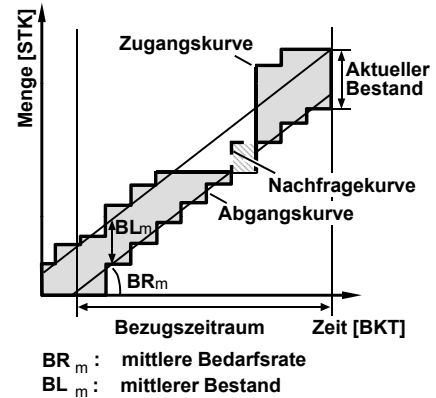 Menge [STK]
Zugangskurve
Aktueller
Bestand
Nachfragekurve
Abgangskurve
BLm
BRm
Bezugszeitraum
Zeit [BKT]
BR m : mittlere Bedarfsrate
BL m : mittlerer Bestand